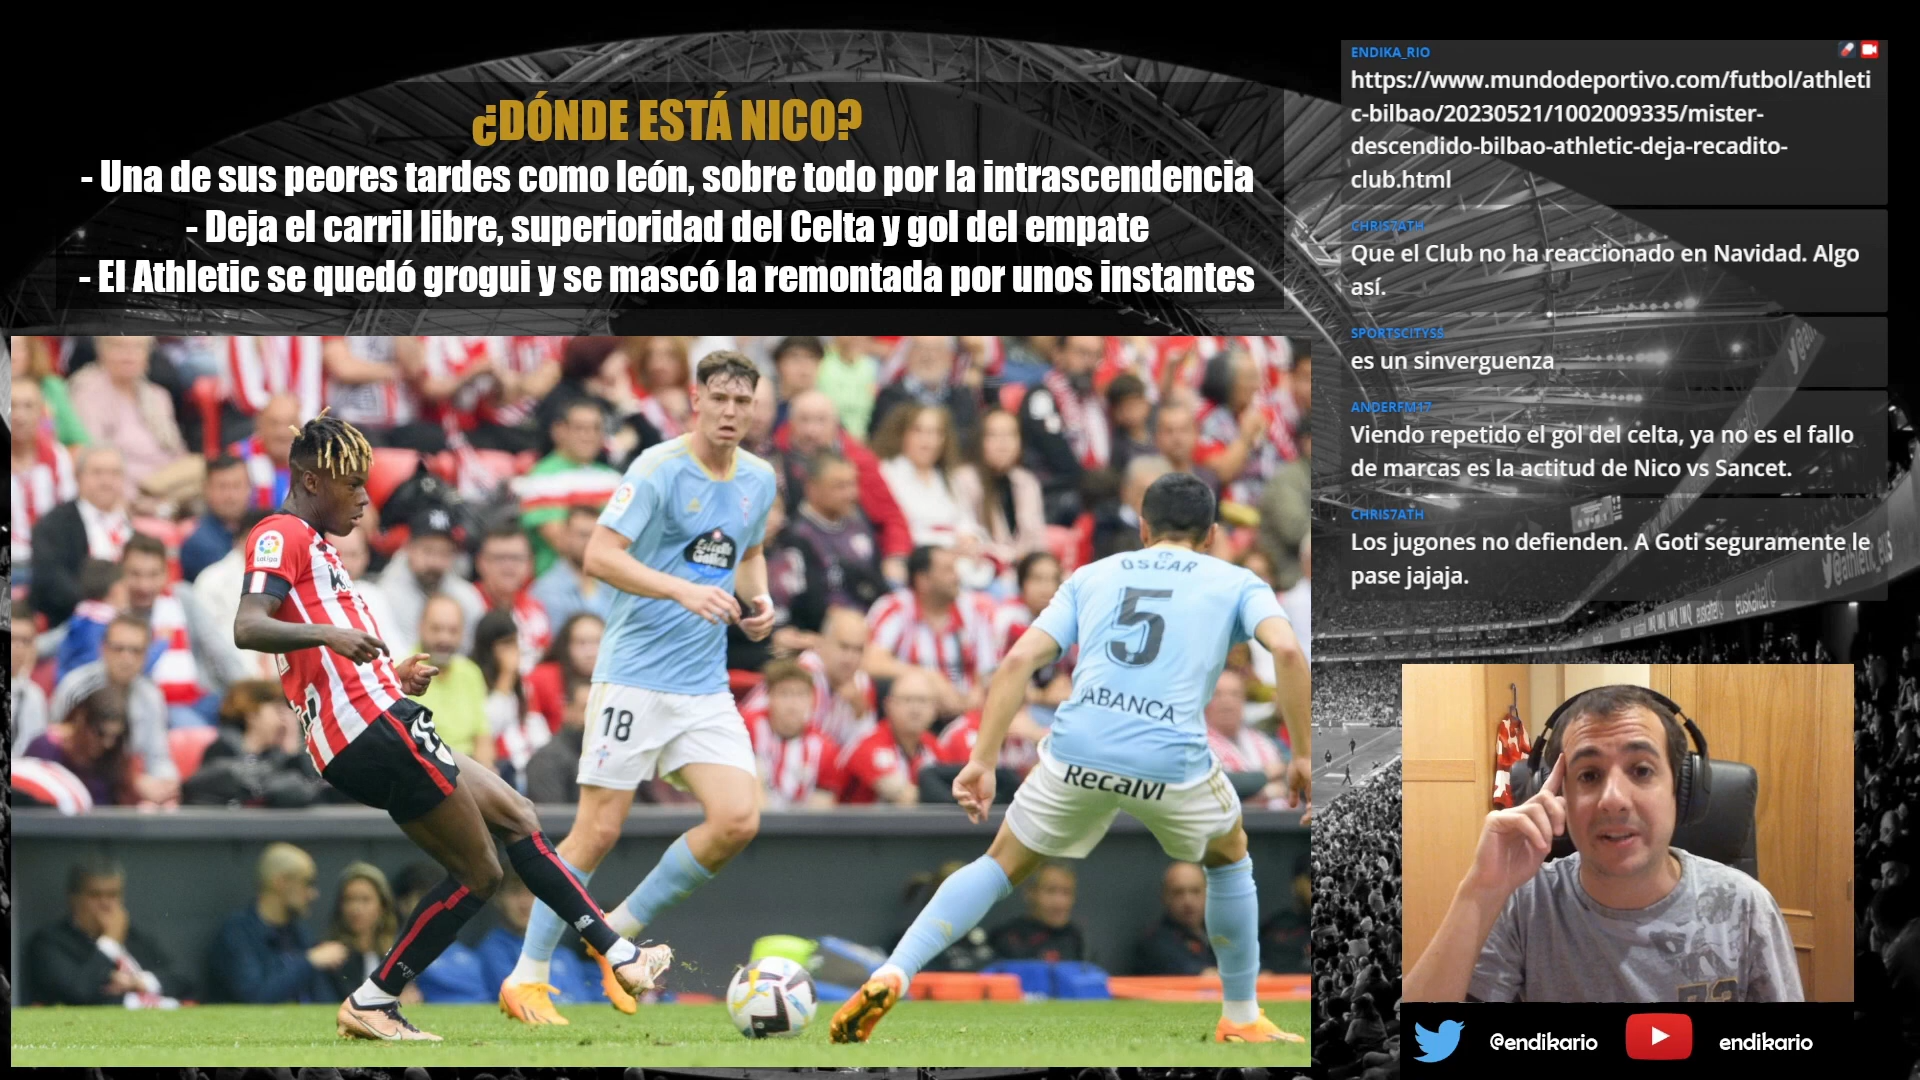 ¿DÓNDE ESTÁ NICO?
- Una de sus peores tardes como león, sobre todo por la intrascendencia
- Deja el carril libre, superioridad del Celta y gol del empate
- El Athletic se quedó grogui y se mascó la remontada por unos instantes
ENDIKA_RIO
https://www.mundodeportivo.com/futbol/athleti
c-bilbao/20230521/1002009335/mister-
descendido-bilbao-athletic-deja-recadito-
club.html
CHRIS7ATH
Que el Club no ha reaccionado en Navidad. Algo
así.
SPORTSCITYSS
es un sinverguenza
ANDERFM17
Viendo repetido el gol del celta, ya no es el fallo
de marcas es la actitud de Nico vs Sancet.
CHRIS7ATH
Los jugones no defienden. A Goti seguramente le
pase jajaja.
LaLiga
Estrella
Galicia
18
OSCAR
5
ABANCA
Recalvi
@endikario
endikario